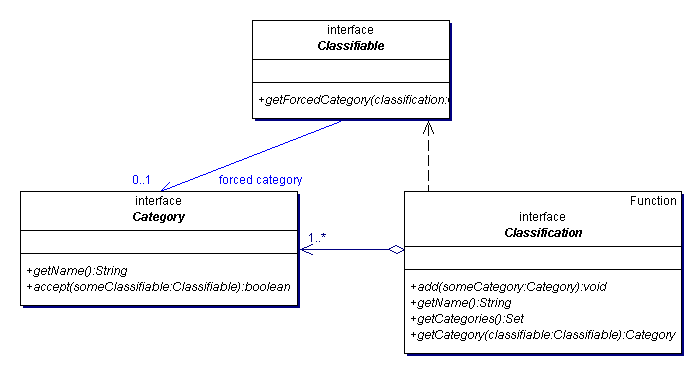 interface
Classifiable
+getForcedCategory(classification:
0..1
forced category
interface
Category
+getName():String
+accept(someClassifiable:Classifiable):boolean
1..*
Function
interface
Classification
+add(someCategory:Category):void
+getName():String
+getCategories():Set
+getCategory(classifiable:Classifiable):Category